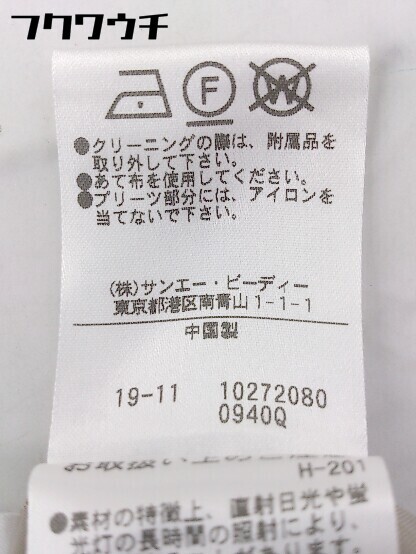 フクワウチ
F W
●クリーニングの際は、附属品を
取り外して下さい。
●あて布を使用してください。
●プリーツ部分には、アイロンを
当てないで下さい。
(株)サンエー・ビーディー
東京都港区南青山1-1-1
中国製
19-11 10272080
0940Q
H-201
●素材の特徴上、直射日光や蛍
光灯の長時間の照射により、